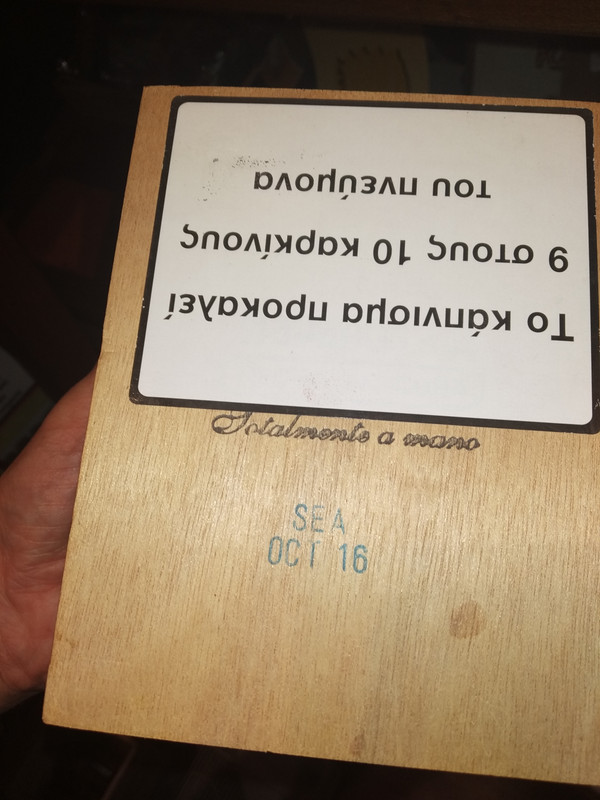 Το κάπνισμα προκαλεί
9 στους 10 καρκίνους
του πνεύμονα
Totalmente a mano
SEA
OCT 16